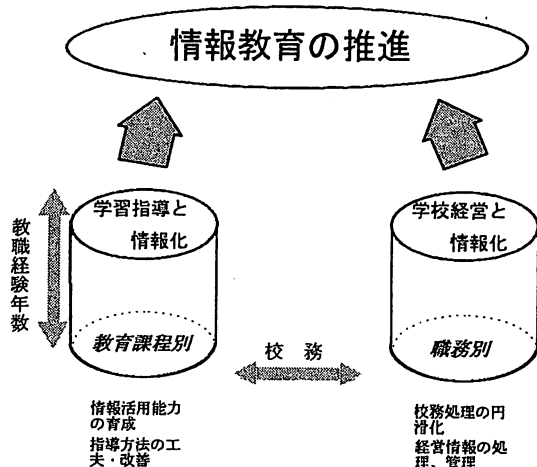 情報教育の推進
学習指導と
情報化
学校経営と
情報化
教職経験年数
教育課程別
校 務
職務別
情報活用能力
の育成
指導方法の工
夫・改善
校務処理の円
滑化
経営情報の処
理、管理